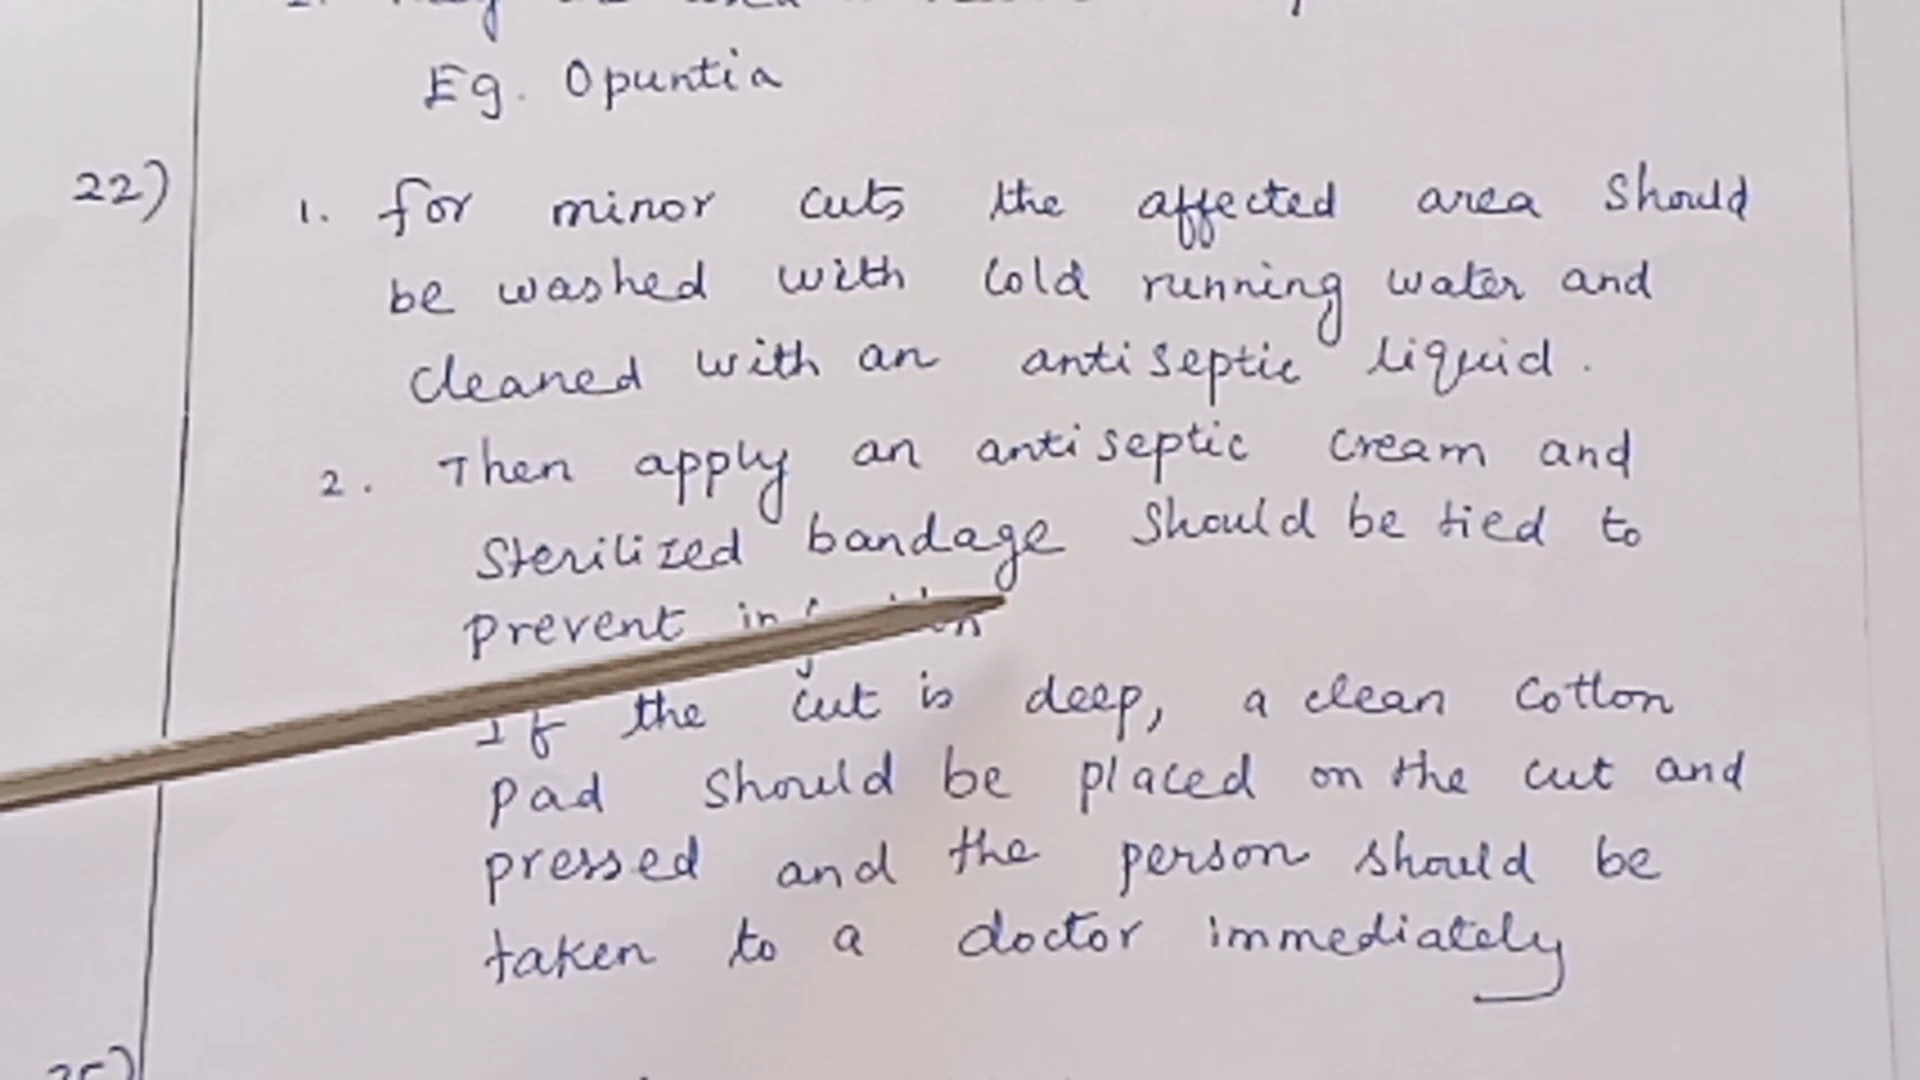 Eg. Opuntia
22)
1. for minor cuts the affected area should
be washed with cold running water and
cleaned with an antiseptic liquid.
2. Then apply an antiseptic cream and
Sterilized bandage should be tied to
prevent
If the cut is deep, a clean cotton
pad should be placed on the cut and
pressed and the person should be
taken to a doctor immediately